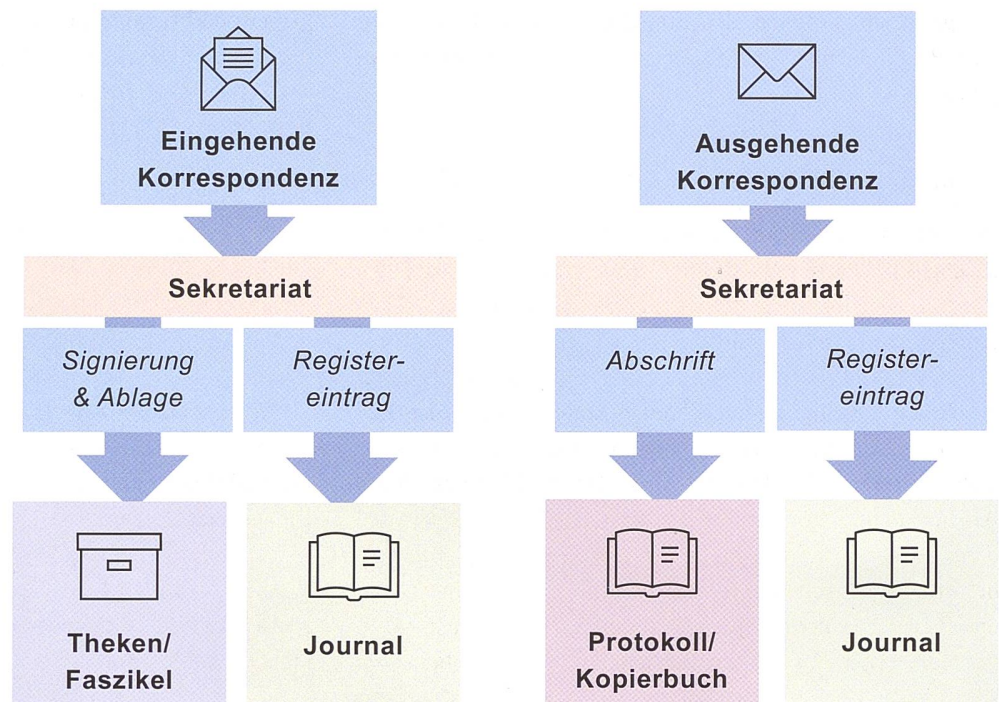 Eingehende
Korrespondenz
Sekretariat
Signierung
& Ablage
Register-
eintrag
Theken/
Faszikel
Journal
Ausgehende
Korrespondenz
Sekretariat
Abschrift
Register-
eintrag
Protokoll/
Kopierbuch
Journal